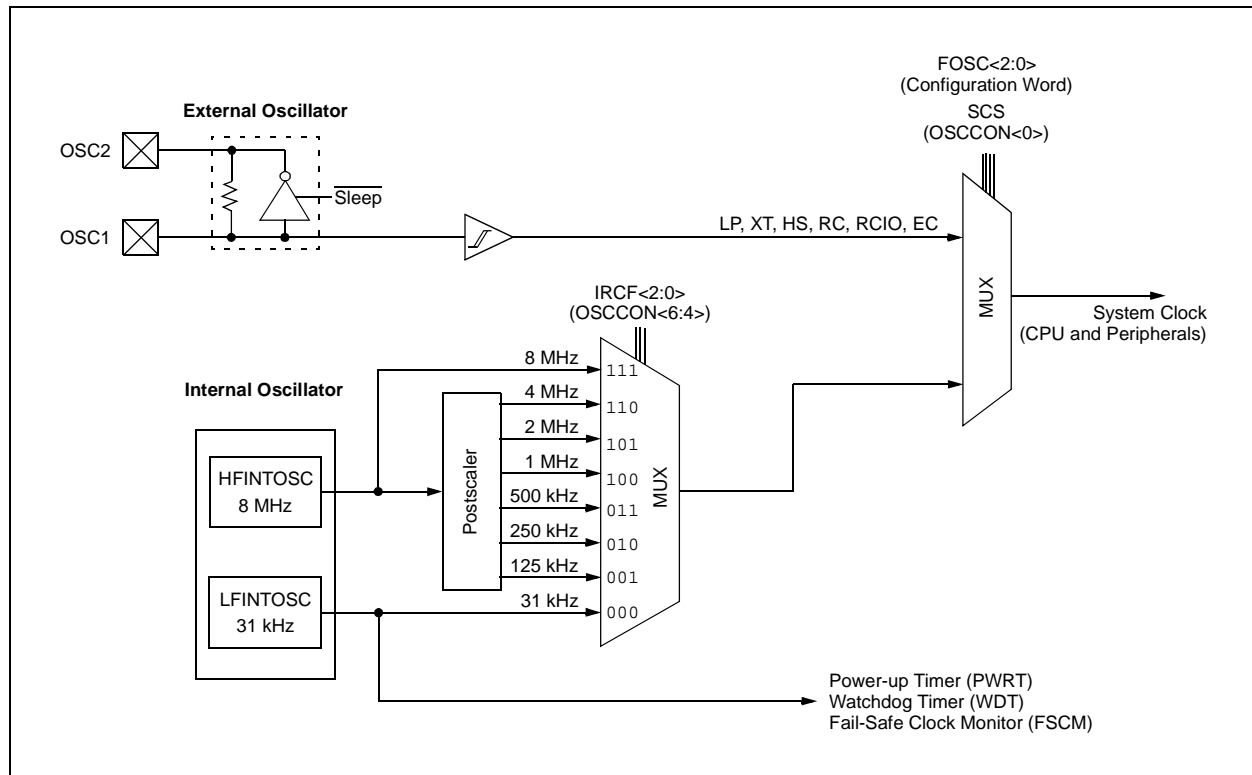 FOSC<2:0>
(Configuration Word)
SCS
(OSCCON<0>)
External Oscillator
OSC2
Sleep
OSC1
LP, XT, HS, RC, RCIO, EC
IRCF<2:0>
(OSCCON<6:4>)
MUX
System Clock
(CPU and Peripherals)
8 MHz
111
Internal Oscillator
4 MHz
110
2 MHz
101
1 MHz
100
HFINTOSC
8 MHz
Postscaler
MUX
500 kHz
011
250 kHz
010
125 kHz
001
LFINTOSC
31 kHz
31 kHz
000
Power-up Timer (PWRT)
Watchdog Timer (WDT)
Fail-Safe Clock Monitor (FSCM)